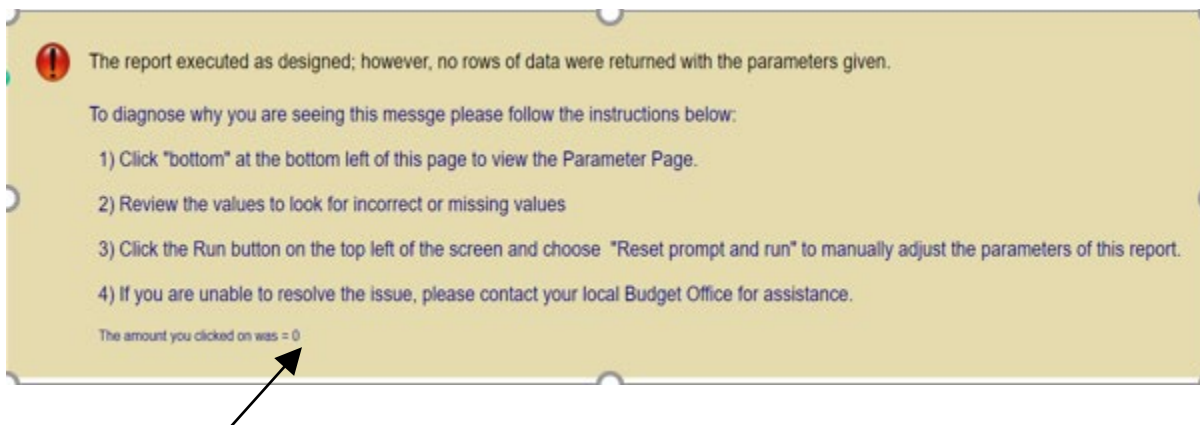 The report executed as designed; however, no rows of data were returned with the parameters given.
To diagnose why you are seeing this messge please follow the instructions below:
1) Click "bottom" at the bottom left of this page to view the Parameter Page.
2) Review the values to look for incorrect or missing values
3) Click the Run button on the top left of the screen and choose "Reset prompt and run" to manually adjust the parameters of this report.
4) If you are unable to resolve the issue, please contact your local Budget Office for assistance.
The amount you clicked on was = 0